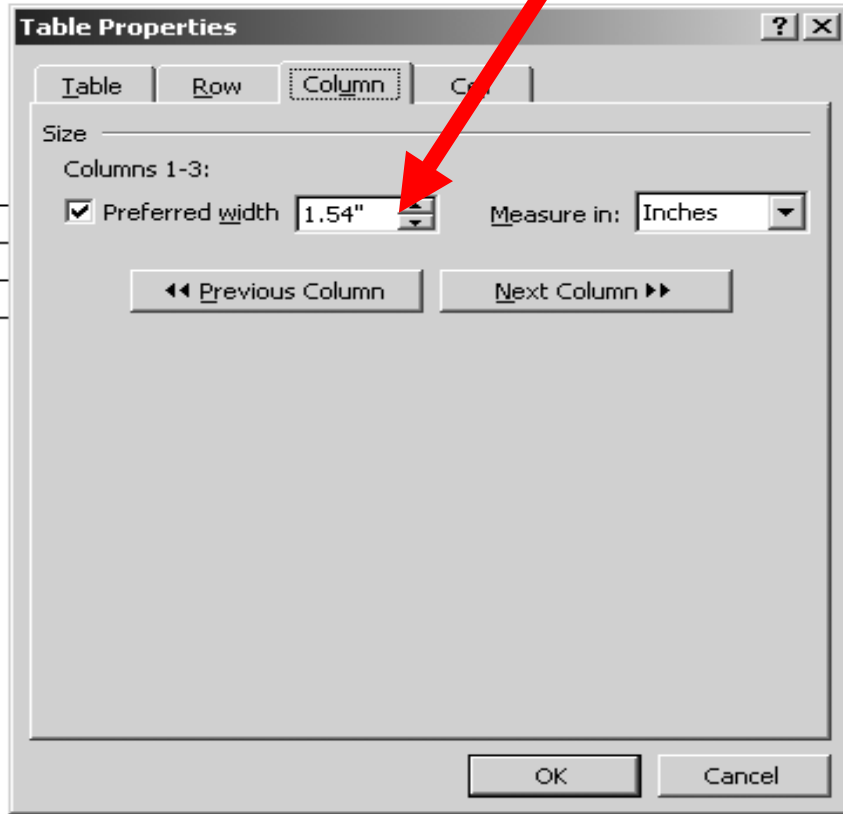 Table Properties ? X
Table Row Column
Size
Columns 1-3:
Preferred width 1.54" Measure in: Inches
Previous Column Next Column
OK Cancel